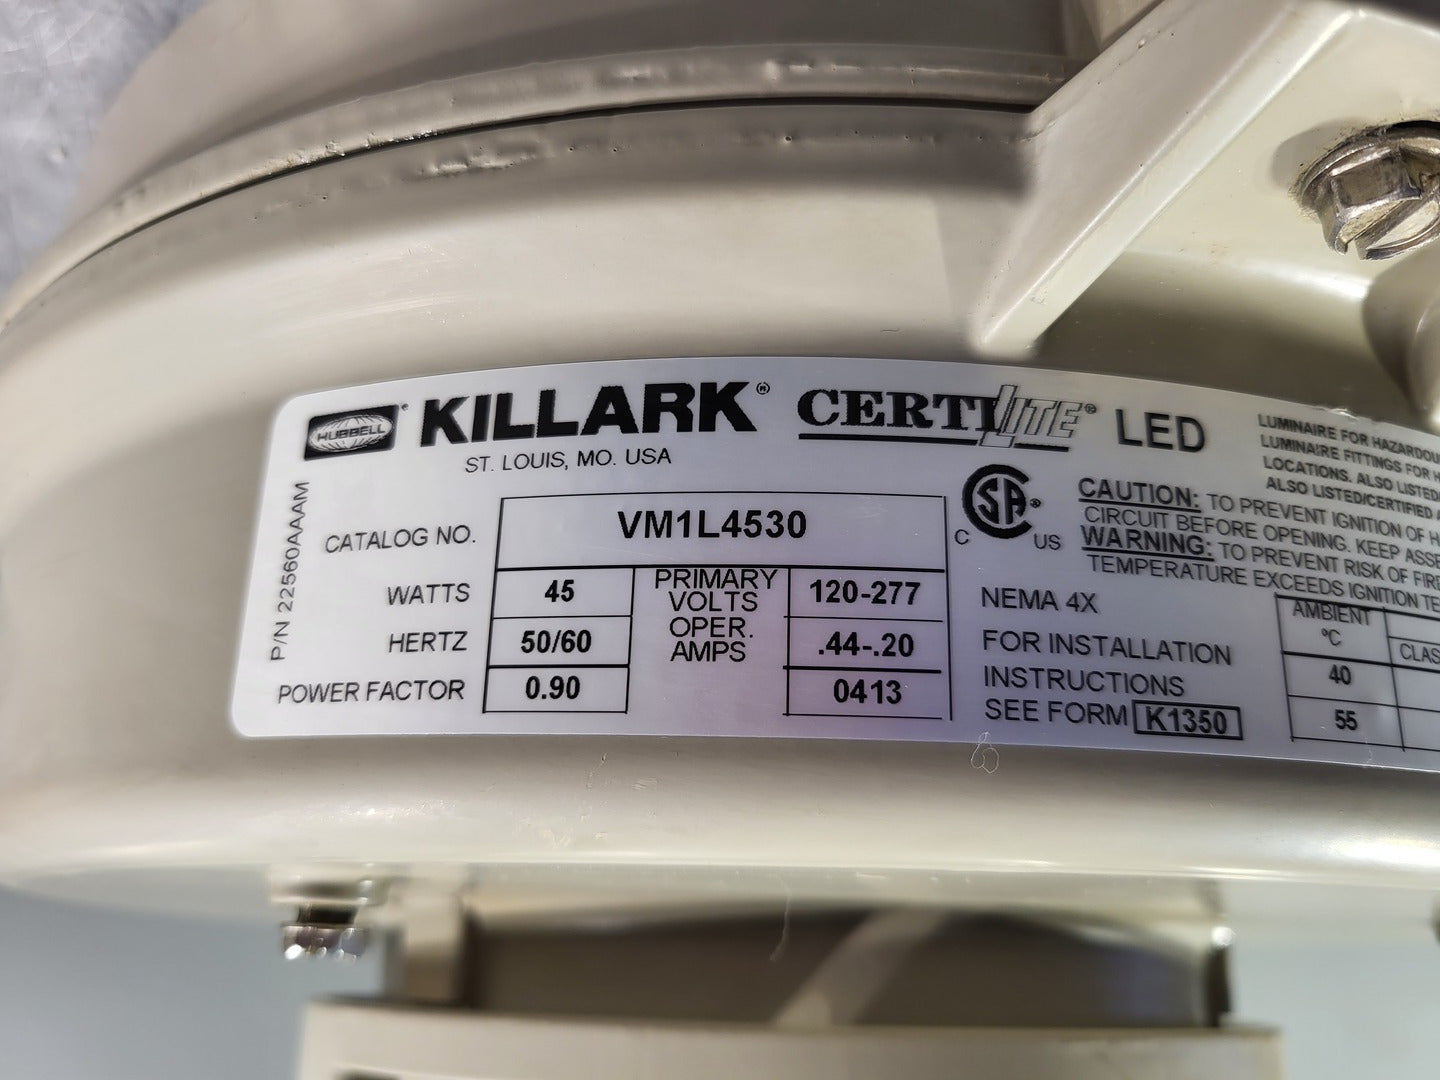 HUBBELL ® KILLARK ® CERTILITE ® LED
ST. LOUIS, MO. USA
P/N 22560AAAM
CATALOG NO. VM1L4530
WATTS 45
HERTZ 50/60
POWER FACTOR 0.90
PRIMARY VOLTS 120-277
OPER. AMPS .44-.20
0413
C SA ® US
NEMA 4X
FOR INSTALLATION
INSTRUCTIONS
SEE FORM K1350
LUMINAIRE FOR HAZARDOU
LUMINAIRE FITTINGS FOR H
LOCATIONS. ALSO LISTED/
ALSO LISTED/CERTIFIED
CAUTION: TO PREVENT IGNITION OF H
CIRCUIT BEFORE OPENING. KEEP ASSE
WARNING: TO PREVENT RISK OF FIR
TEMPERATURE EXCEEDS IGNITION TE
AMBIENT
ºC
CLAS
40
55